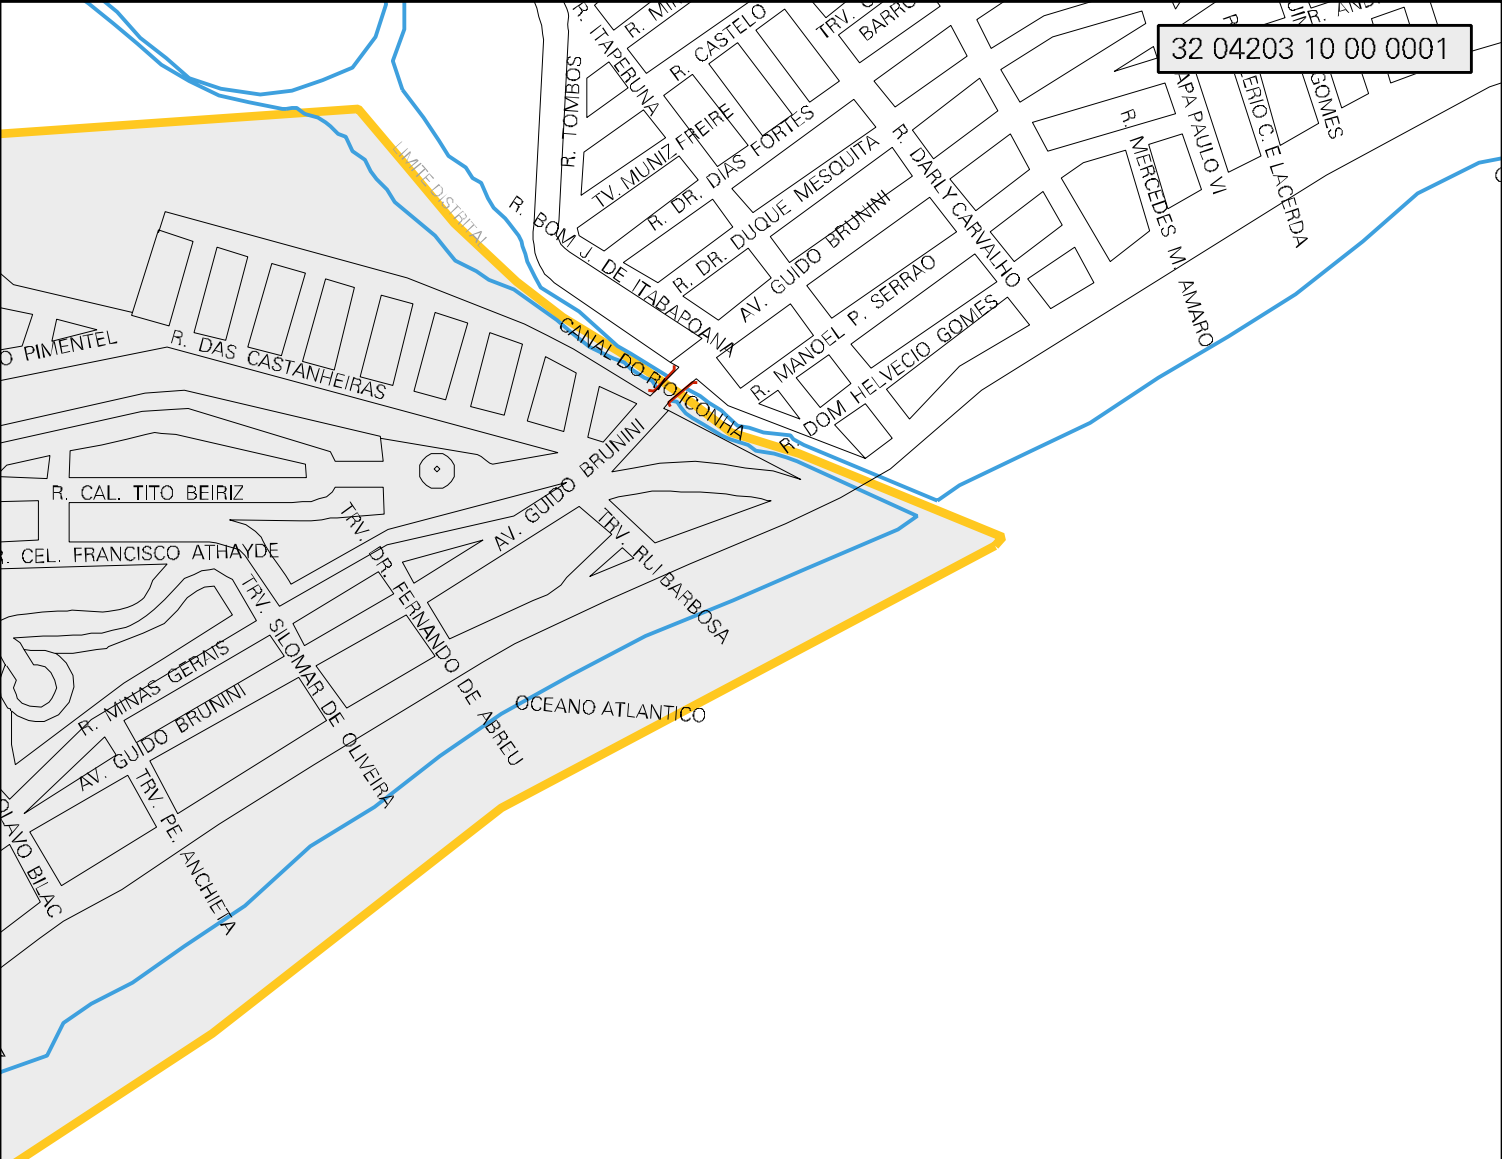 32 04203 10 00 0001
R. ITAPERUNA
R. CASTELO
R. TOMBOS
TV. MUNIZ FREIRE
R. DR. DIAS FORTES
R. DR. DUQUE MESQUITA
AV. GUIDO BRUNINI
R. DARLY CARVALHO
R. MERCEDES M. AMARO
PAPA PAULO VI
C. E LACERDA
GOMES
R. BOM J. DE ITABAPOANA
R. MANOEL P. SERRAO
R. DOM HELVECIO GOMES
LIMITE DISTRITAL
CANAL DO RIO ICONHA
PIMENTEL
R. DAS CASTANHEIRAS
AV. GUIDO BRUNINI
R. CAL. TITO BEIRIZ
R. CEL. FRANCISCO ATHAYDE
TRV. DR. FERNANDO DE ABREU
TRV. RUI BARBOSA
TRV. SILOMAR DE OLIVEIRA
R. MINAS GERAIS
AV. GUIDO BRUNINI
TRV. PE. ANCHIETA
OLAVO BILAC
OCEANO ATLANTICO